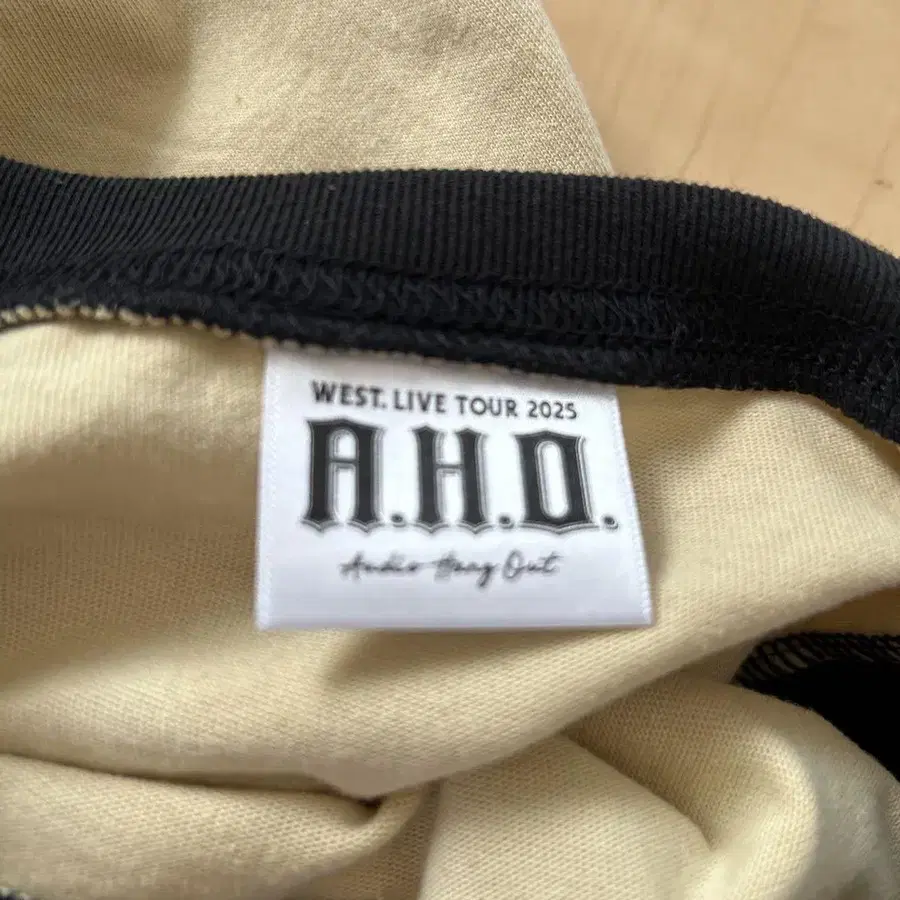 WEST. LIVE TOUR 2025
A.H.O.
Audio Hang Out